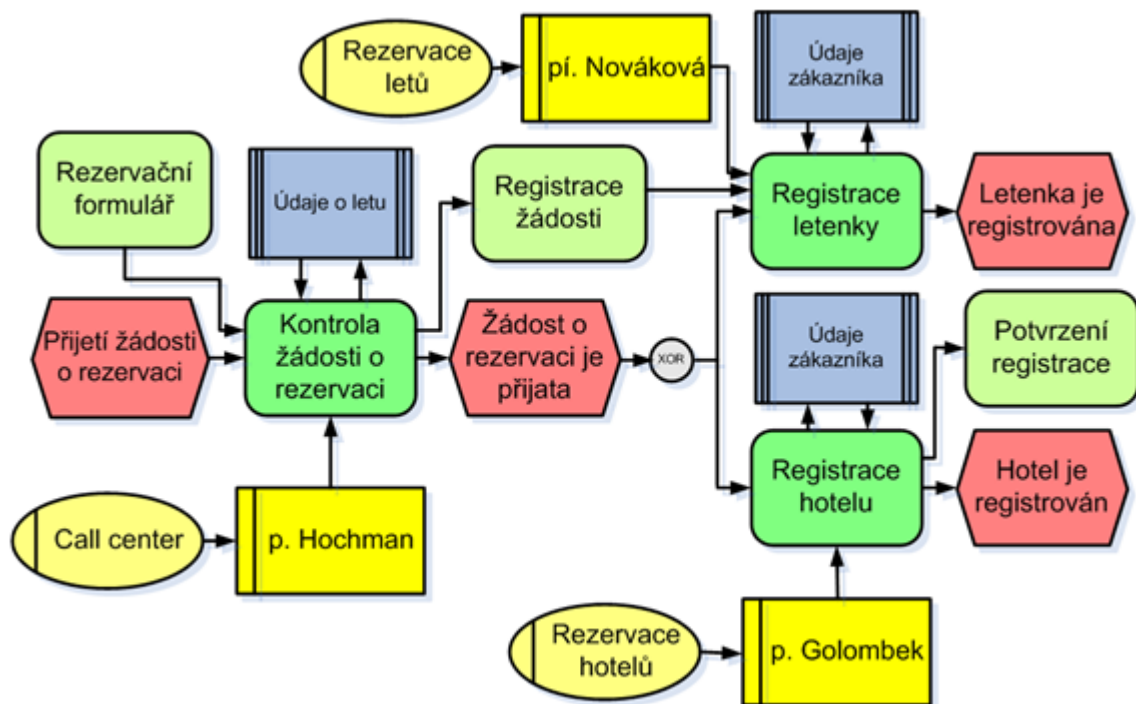 Rezervace
letů
pí. Nováková
Údaje
zákazníka
Rezervační
formulář
Údaje o letu
Registrace
žádosti
Registrace
letenky
Letenka je
registrována
Přijetí žádosti
o rezervaci
Kontrola
žádosti o
rezervaci
Žádost o
rezervaci je
přijata
XOR
Údaje
zákazníka
Potvrzení
registrace
Registrace
hotelu
Hotel je
registrován
Call center
p. Hochman
Rezervace
hotelů
p. Golombek